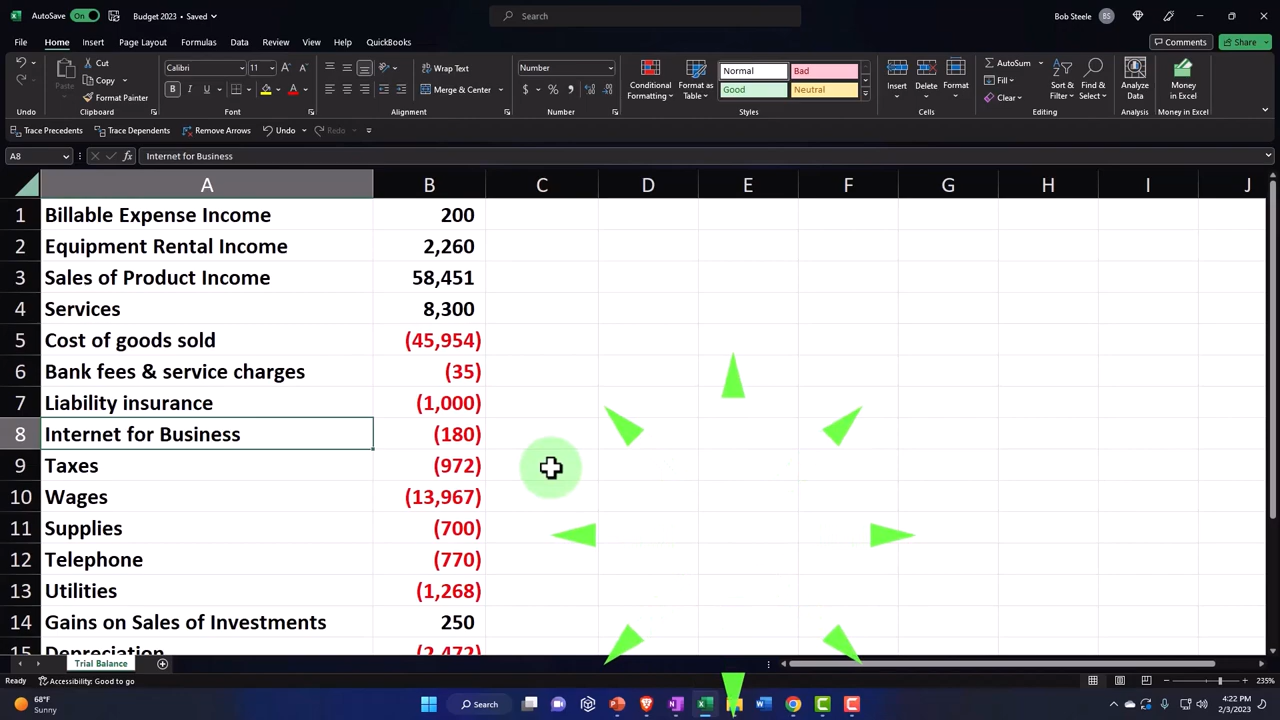 AutoSave On Budget 2023 • Saved Search Bob Steele BS
File Home Insert Page Layout Formulas Data Review View Help QuickBooks Comments Share
Cut Calibri 11 Wrap Text Number Normal Bad AutoSum
Copy Paste Fill
Format Painter Merge & Center Conditional Formatting Format as Table Good Neutral Insert Delete Format Clear Sort & Filter Find & Select Analyze Data Money in Excel
Undo Clipboard Font Alignment Number Styles Cells Editing Analysis Money in Excel
Trace Precedents Trace Dependents Remove Arrows Undo Redo
A8 fx Internet for Business
A B C D E F G H I J
1 Billable Expense Income 200
2 Equipment Rental Income 2,260
3 Sales of Product Income 58,451
4 Services 8,300
5 Cost of goods sold (45,954)
6 Bank fees & service charges (35)
7 Liability insurance (1,000)
8 Internet for Business (180)
9 Taxes (972)
10 Wages (13,967)
11 Supplies (700)
12 Telephone (770)
13 Utilities (1,268)
14 Gains on Sales of Investments 250
15 Depreciation (2,472)
Trial Balance
Ready Accessibility: Good to go 235%
68°F Search 4:22 PM
Sunny 2/3/2023